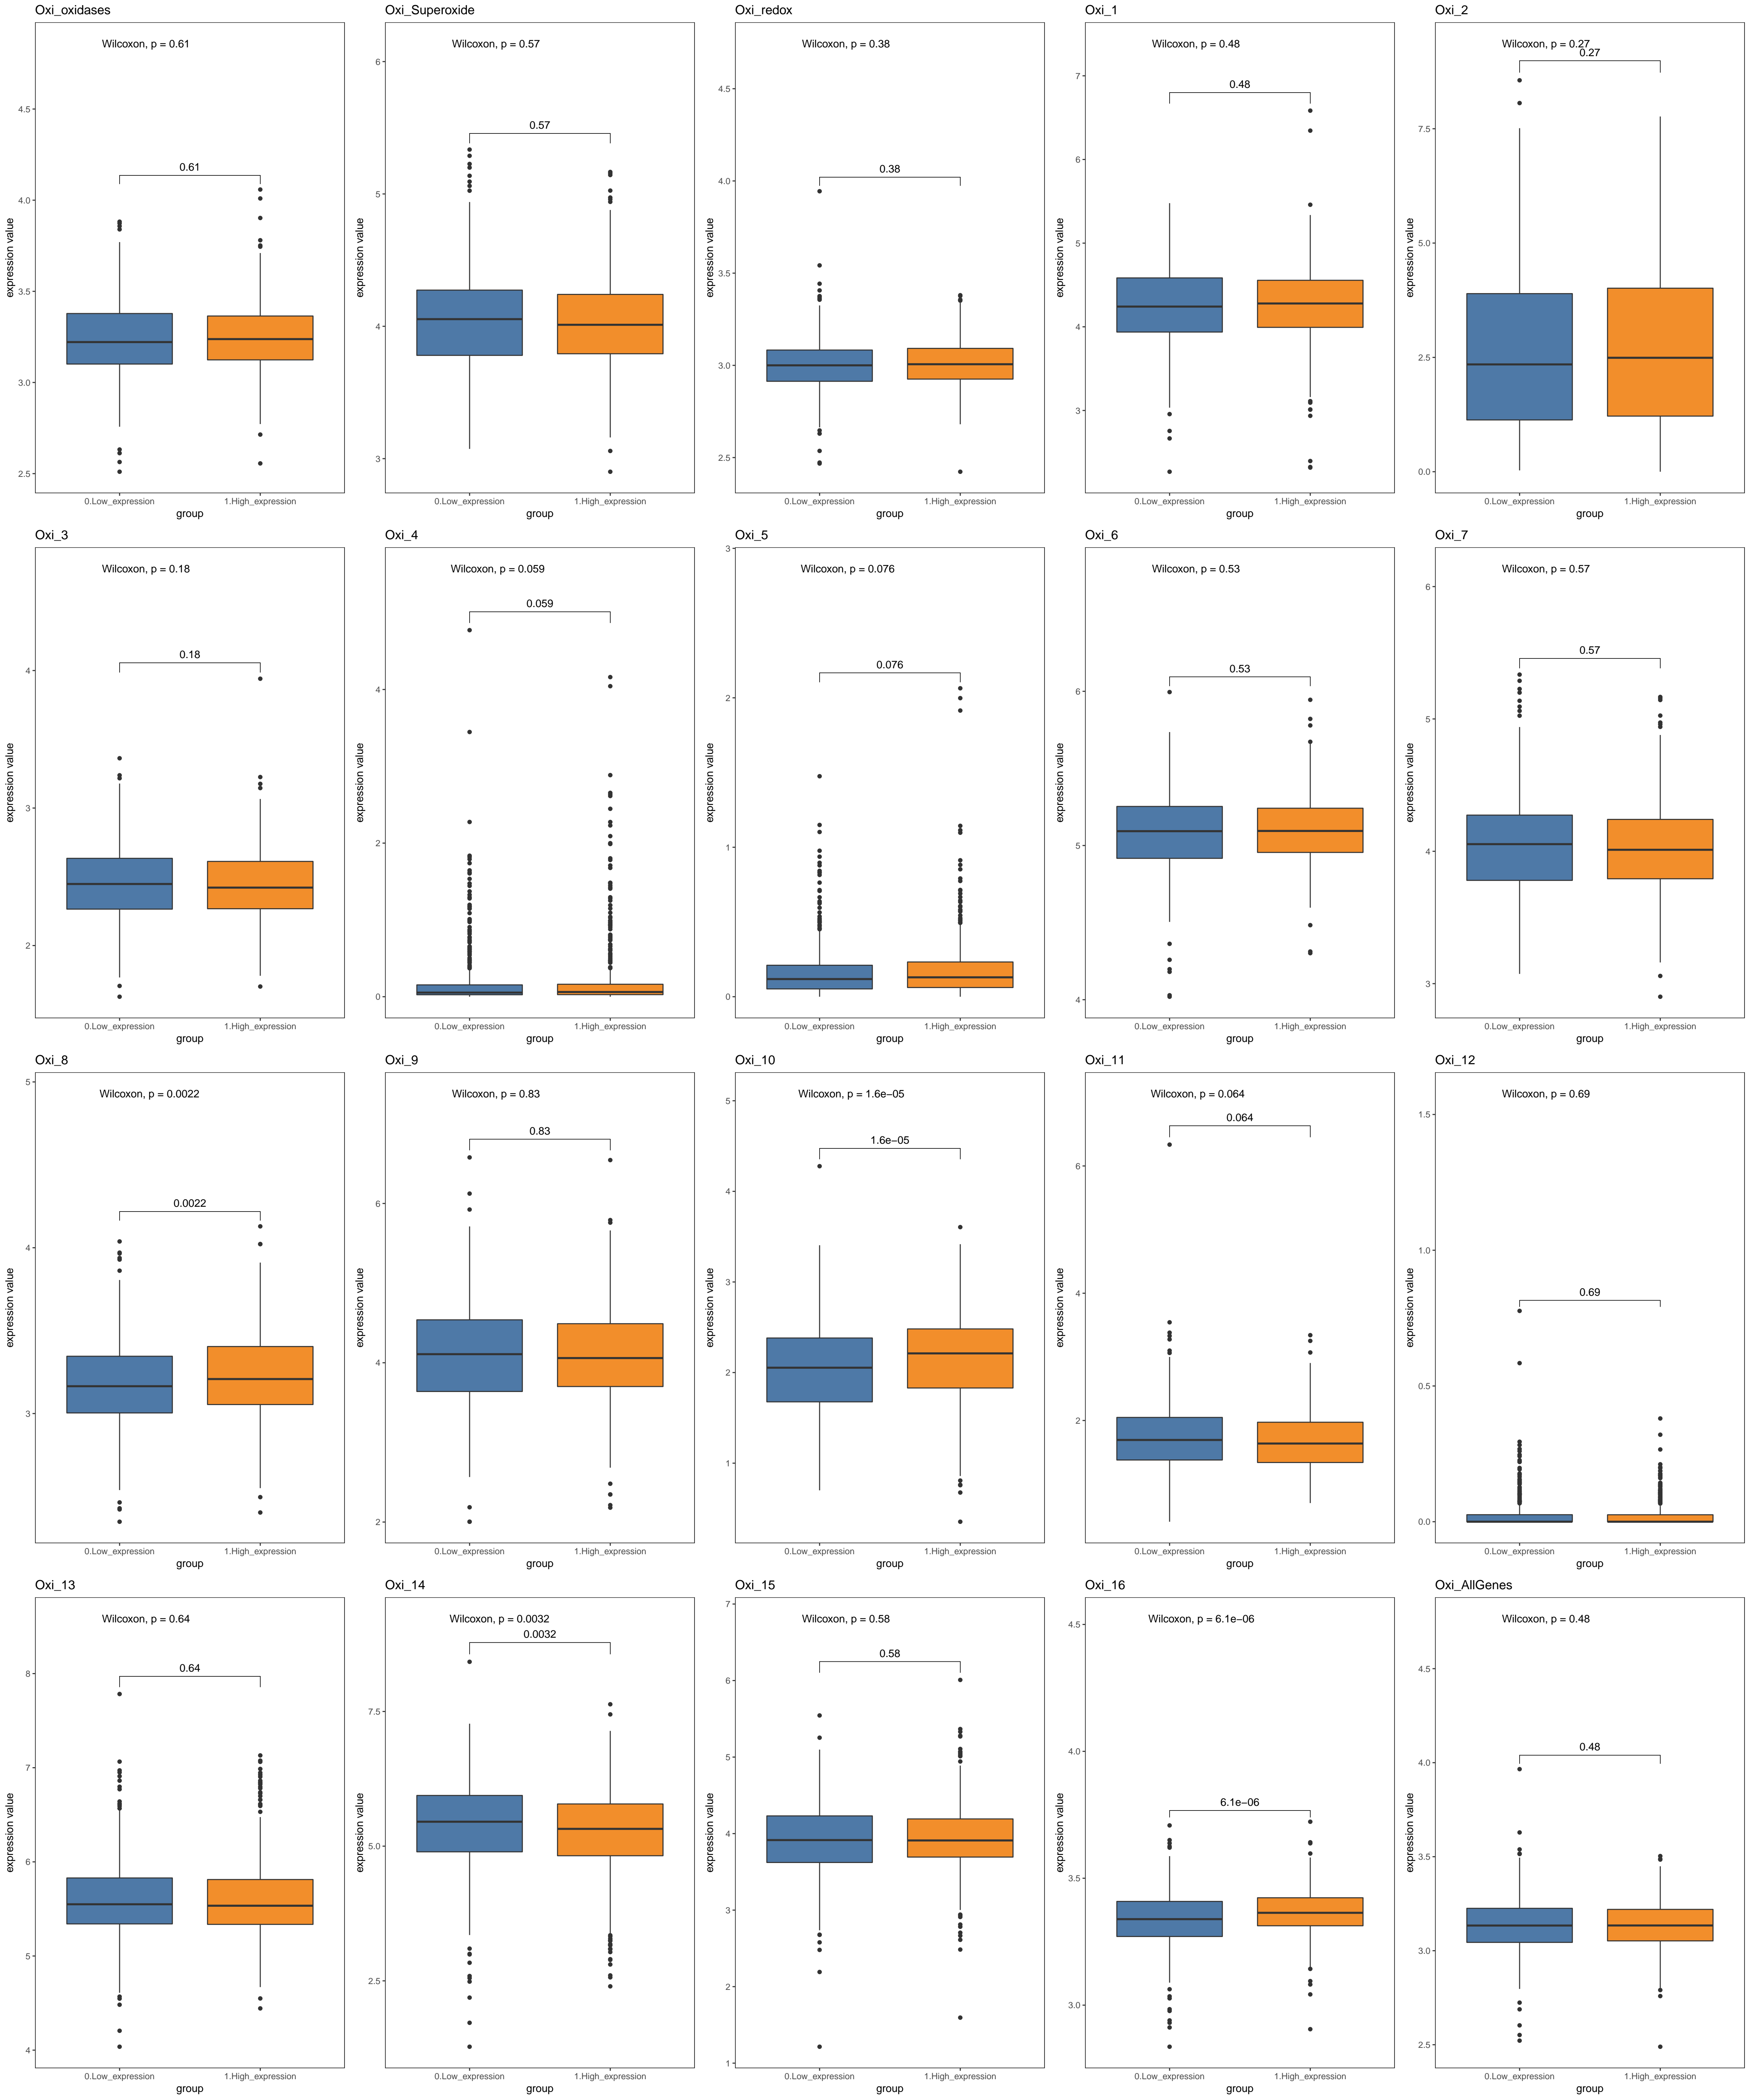 Oxi_oxidases
Wilcoxon, p = 0.61
0.61
4.5
4.0
3.5
3.0
2.5
expression value
0.Low_expression
1.High_expression
group
Oxi_Superoxide
Wilcoxon, p = 0.57
0.57
6
5
4
3
expression value
0.Low_expression
1.High_expression
group
Oxi_redox
Wilcoxon, p = 0.38
0.38
4.5
4.0
3.5
3.0
2.5
expression value
0.Low_expression
1.High_expression
group
Oxi_1
Wilcoxon, p = 0.48
0.48
7
6
5
4
3
expression value
0.Low_expression
1.High_expression
group
Oxi_2
Wilcoxon, p = 0.27
0.27
7.5
5.0
2.5
0.0
expression value
0.Low_expression
1.High_expression
group
Oxi_3
Wilcoxon, p = 0.18
0.18
4
3
2
expression value
0.Low_expression
1.High_expression
group
Oxi_4
Wilcoxon, p = 0.059
0.059
4
2
0
expression value
0.Low_expression
1.High_expression
group
Oxi_5
Wilcoxon, p = 0.076
0.076
3
2
1
0
expression value
0.Low_expression
1.High_expression
group
Oxi_6
Wilcoxon, p = 0.53
0.53
6
5
4
expression value
0.Low_expression
1.High_expression
group
Oxi_7
Wilcoxon, p = 0.57
0.57
6
5
4
3
expression value
0.Low_expression
1.High_expression
group
Oxi_8
Wilcoxon, p = 0.0022
0.0022
5
4
3
expression value
0.Low_expression
1.High_expression
group
Oxi_9
Wilcoxon, p = 0.83
0.83
6
4
2
expression value
0.Low_expression
1.High_expression
group
Oxi_10
Wilcoxon, p = 1.6e−05
1.6e−05
5
4
3
2
1
expression value
0.Low_expression
1.High_expression
group
Oxi_11
Wilcoxon, p = 0.064
0.064
6
4
2
expression value
0.Low_expression
1.High_expression
group
Oxi_12
Wilcoxon, p = 0.69
0.69
1.5
1.0
0.5
0.0
expression value
0.Low_expression
1.High_expression
group
Oxi_13
Wilcoxon, p = 0.64
0.64
8
7
6
5
4
expression value
0.Low_expression
1.High_expression
group
Oxi_14
Wilcoxon, p = 0.0032
0.0032
7.5
5.0
2.5
expression value
0.Low_expression
1.High_expression
group
Oxi_15
Wilcoxon, p = 0.58
0.58
7
6
5
4
3
2
1
expression value
0.Low_expression
1.High_expression
group
Oxi_16
Wilcoxon, p = 6.1e−06
6.1e−06
4.5
4.0
3.5
3.0
expression value
0.Low_expression
1.High_expression
group
Oxi_AllGenes
Wilcoxon, p = 0.48
0.48
4.5
4.0
3.5
3.0
2.5
expression value
0.Low_expression
1.High_expression
group